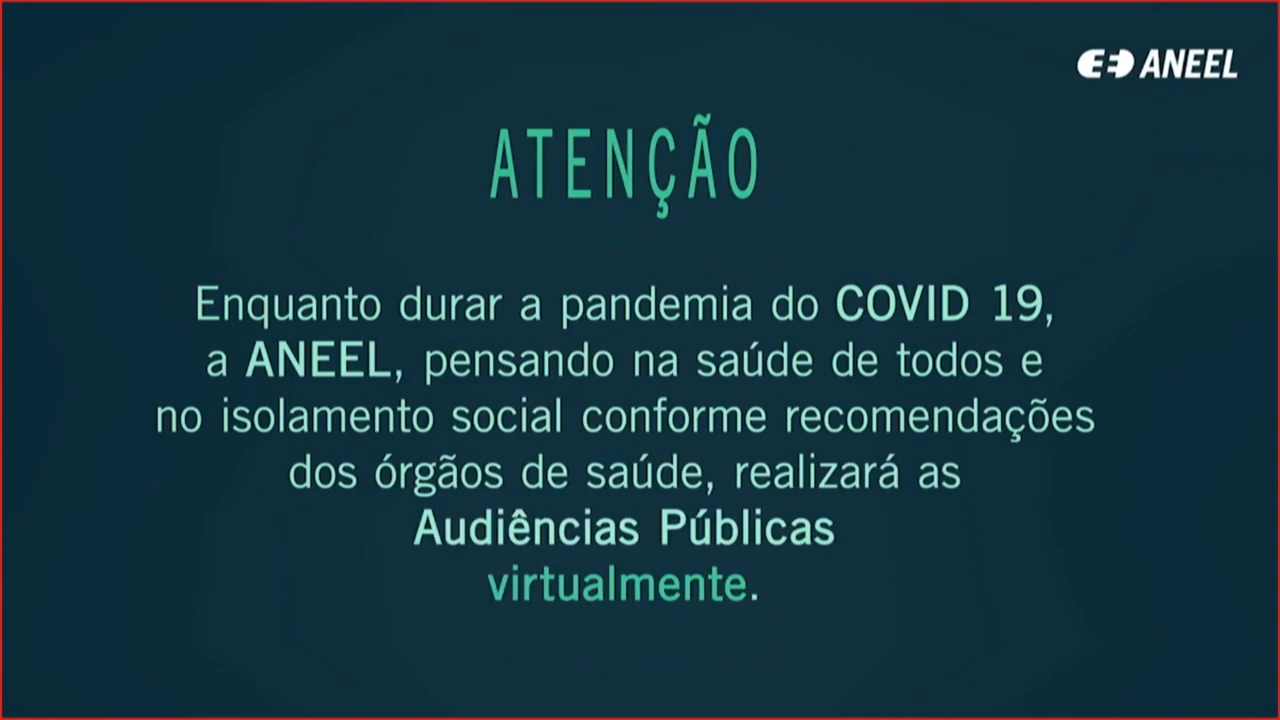 ANEEL
ATENÇÃO
Enquanto durar a pandemia do COVID 19,
a ANEEL, pensando na saúde de todos e
no isolamento social conforme recomendações
dos órgãos de saúde, realizará as
Audiências Públicas
virtualmente.